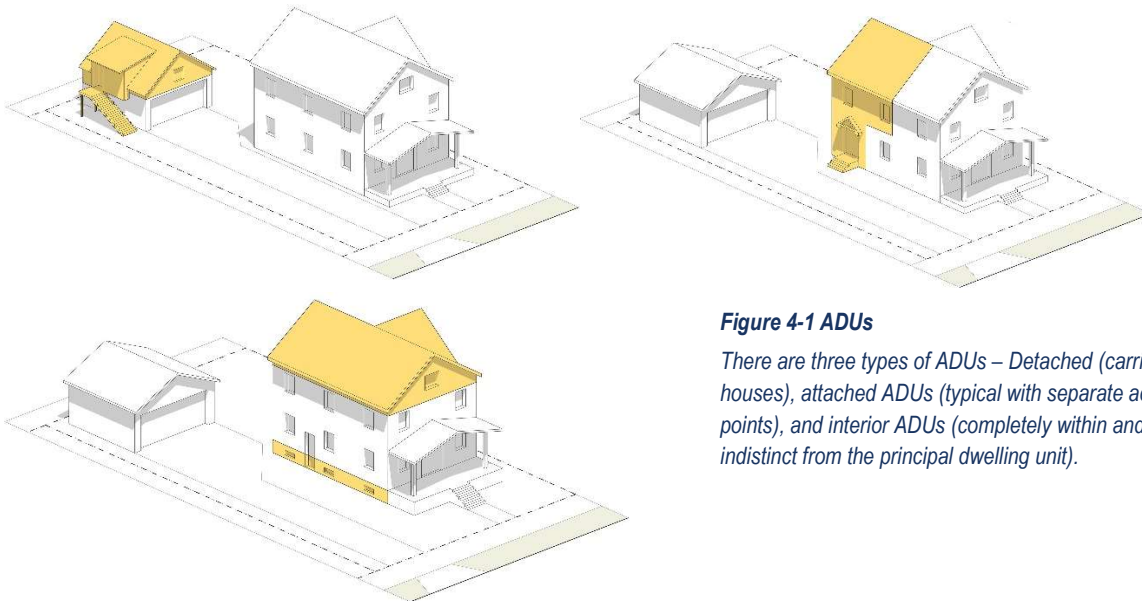 Figure 4-1 ADUs
There are three types of ADUs – Detached (carri
houses), attached ADUs (typical with separate a
points), and interior ADUs (completely within and
indistinct from the principal dwelling unit).